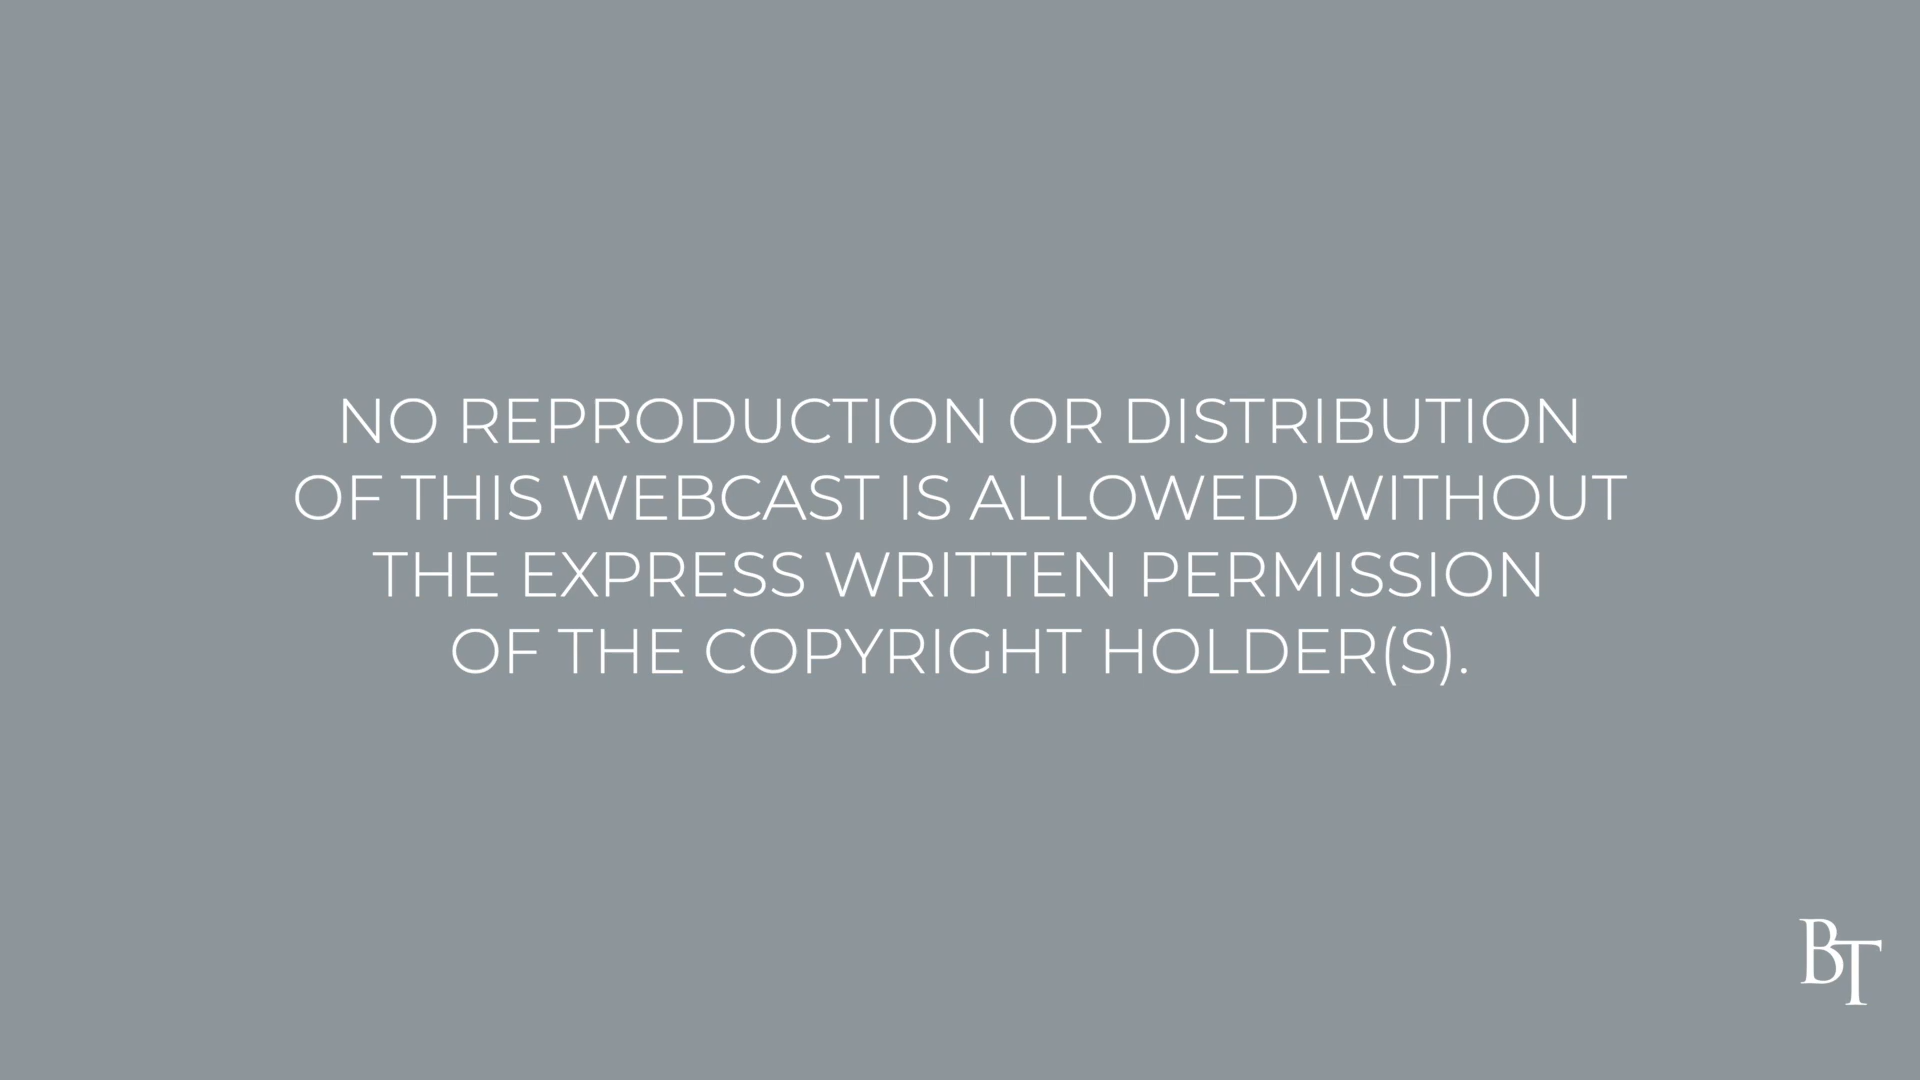 NO REPRODUCTION OR DISTRIBUTION
OF THIS WEBCAST IS ALLOWED WITHOUT
THE EXPRESS WRITTEN PERMISSION
OF THE COPYRIGHT HOLDER(S).
BT